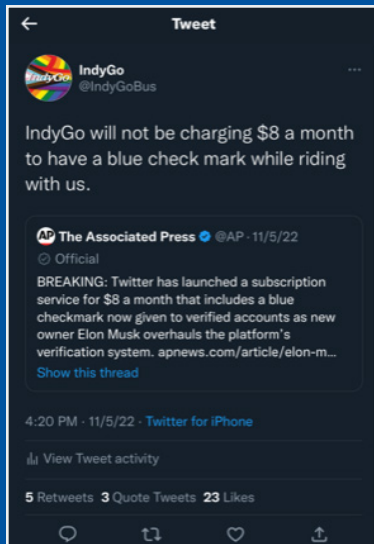 Tweet
IndyGo
IndyGo
@IndyGoBus
IndyGo will not be charging $8 a month
to have a blue check mark while riding
with us.
AP The Associated Press @AP · 11/5/22
Official
BREAKING: Twitter has launched a subscription
service for $8 a month that includes a blue
checkmark now given to verified accounts as new
owner Elon Musk overhauls the platform's
verification system. apnews.com/article/elon-m...
Show this thread
4:20 PM · 11/5/22 · Twitter for iPhone
View Tweet activity
5 Retweets 3 Quote Tweets 23 Likes